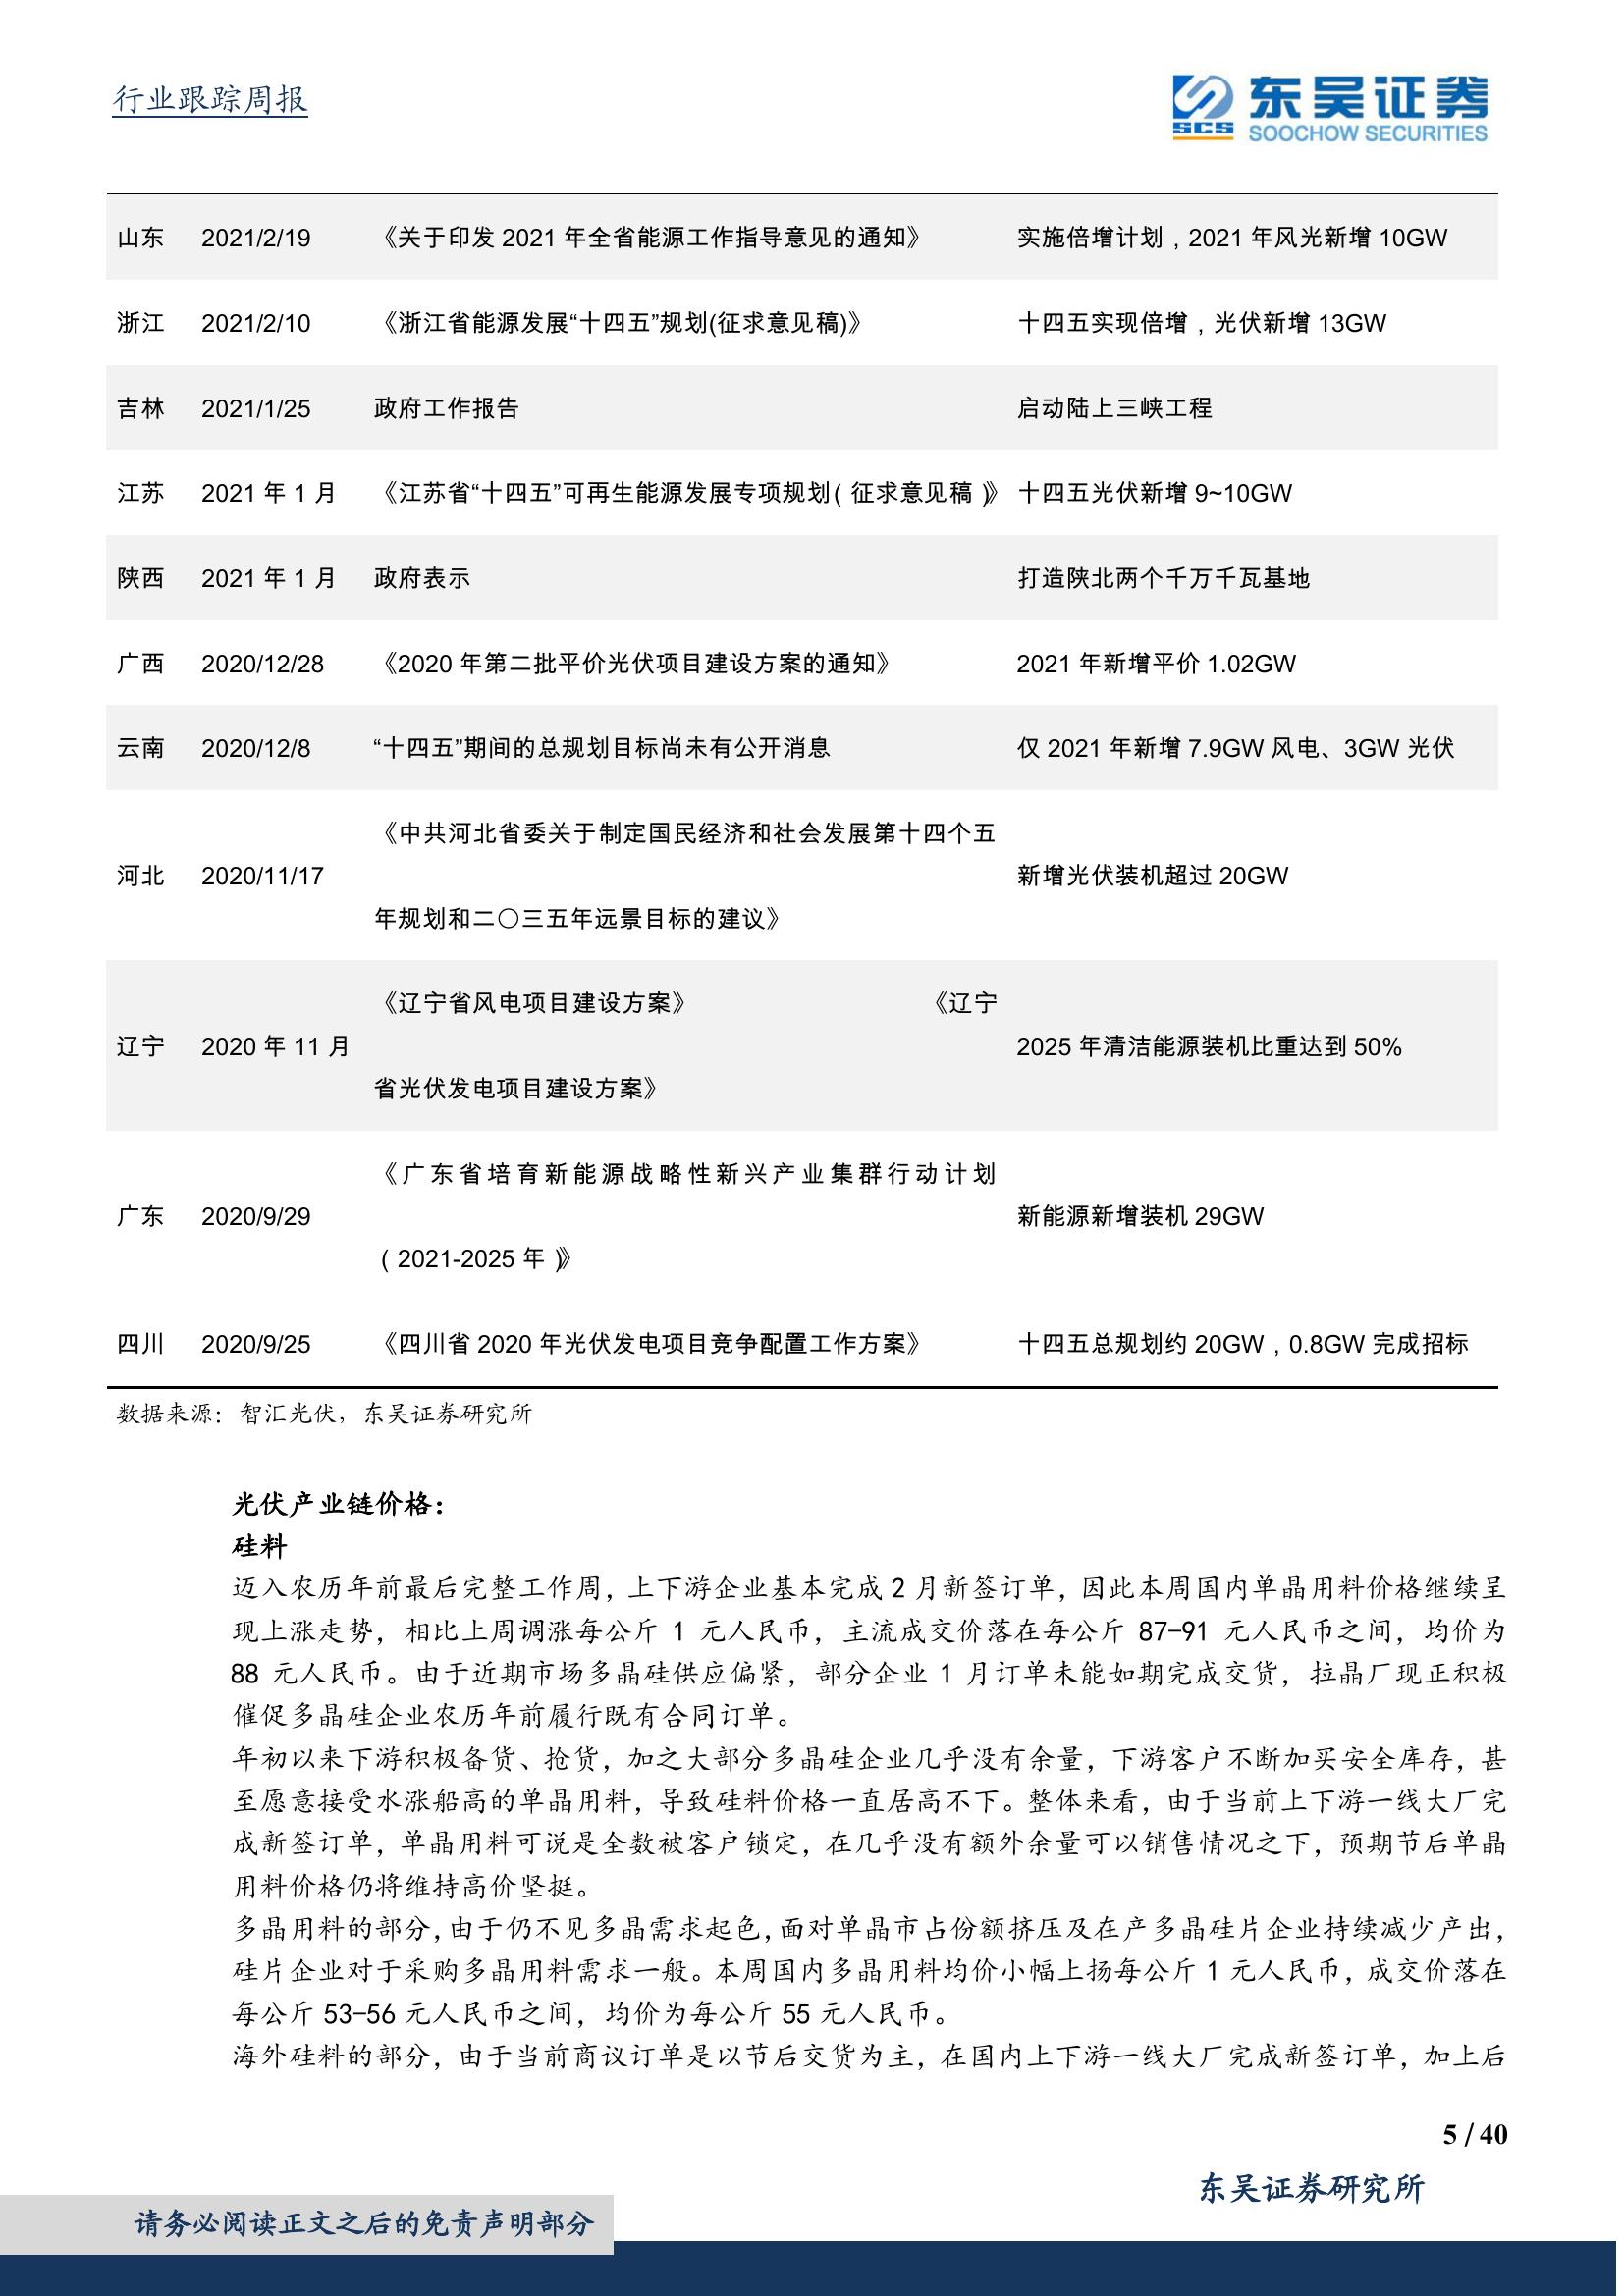 行业跟踪周报
东吴证券
SCS
SOOCHOW SECURITIES
山东 2021/2/19 《关于印发 2021 年全省能源工作指导意见的通知》 实施倍增计划，2021 年风光新增 10GW
浙江 2021/2/10 《浙江省能源发展“十四五”规划(征求意见稿)》 十四五实现倍增，光伏新增 13GW
吉林 2021/1/25 政府工作报告 启动陆上三峡工程
江苏 2021 年 1 月 《江苏省“十四五”可再生能源发展专项规划（征求意见稿）》 十四五光伏新增 9~10GW
陕西 2021 年 1 月 政府表示 打造陕北两个千万千瓦基地
广西 2020/12/28 《2020 年第二批平价光伏项目建设方案的通知》 2021 年新增平价 1.02GW
云南 2020/12/8 “十四五”期间的总规划目标尚未有公开消息 仅 2021 年新增 7.9GW 风电、3GW 光伏
《中共河北省委关于制定国民经济和社会发展第十四个五
河北 2020/11/17 新增光伏装机超过 20GW
年规划和二〇三五年远景目标的建议》
《辽宁省风电项目建设方案》 《辽宁
辽宁 2020 年 11 月 2025 年清洁能源装机比重达到 50%
省光伏发电项目建设方案》
《广东省培育新能源战略性新兴产业集群行动计划
广东 2020/9/29 新能源新增装机 29GW
（2021-2025 年）》
四川 2020/9/25 《四川省 2020 年光伏发电项目竞争配置工作方案》 十四五总规划约 20GW，0.8GW 完成招标
数据来源：智汇光伏，东吴证券研究所
光伏产业链价格：
硅料
迈入农历年前最后完整工作周，上下游企业基本完成 2 月新签订单，因此本周国内单晶用料价格继续呈
现上涨走势，相比上周调涨每公斤 1 元人民币，主流成交价落在每公斤 87-91 元人民币之间，均价为
88 元人民币。由于近期市场多晶硅供应偏紧，部分企业 1 月订单未能如期完成交货，拉晶厂现正积极
催促多晶硅企业农历年前履行既有合同订单。
年初以来下游积极备货、抢货，加之大部分多晶硅企业几乎没有余量，下游客户不断加买安全库存，甚
至愿意接受水涨船高的单晶用料，导致硅料价格一直居高不下。整体来看，由于当前上下游一线大厂完
成新签订单，单晶用料可说是全数被客户锁定，在几乎没有额外余量可以销售情况之下，预期节后单晶
用料价格仍将维持高价坚挺。
多晶用料的部分，由于仍不见多晶需求起色，面对单晶市占份额挤压及在产多晶硅片企业持续减少产出，
硅片企业对于采购多晶用料需求一般。本周国内多晶用料均价小幅上扬每公斤 1 元人民币，成交价落在
每公斤 53-56 元人民币之间，均价为每公斤 55 元人民币。
海外硅料的部分，由于当前商议订单是以节后交货为主，在国内上下游一线大厂完成新签订单，加上后
5 / 40
东吴证券研究所
请务必阅读正文之后的免责声明部分